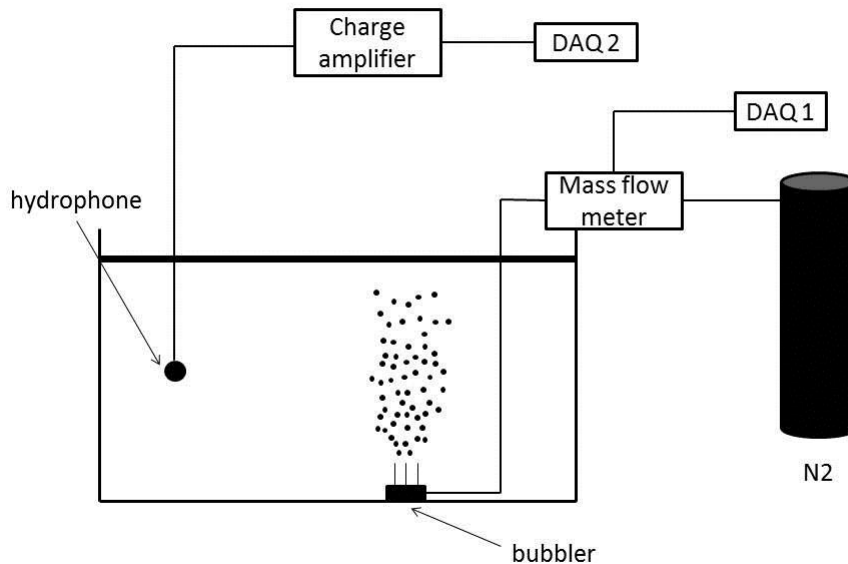 Charge
amplifier
DAQ 2
DAQ 1
Mass flow
meter
hydrophone
N2
bubbler